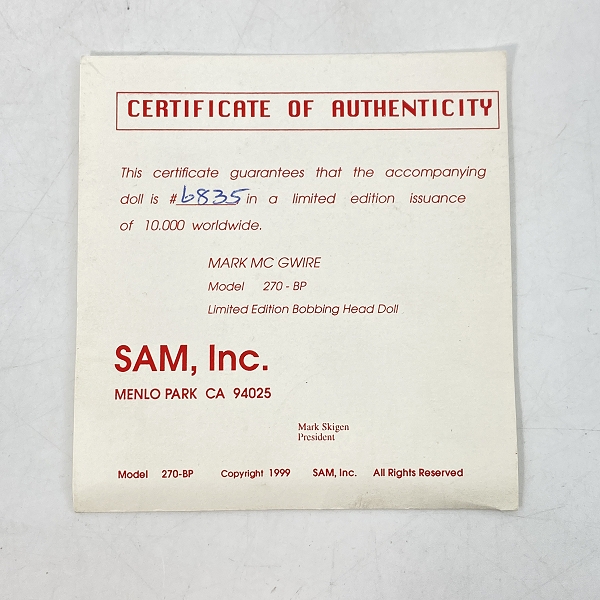 CERTIFICATE OF AUTHENTICITY
This certificate guarantees that the accompanying
doll is #6835 in a limited edition issuance
of 10.000 worldwide.
MARK MC GWIRE
Model 270 - BP
Limited Edition Bobbing Head Doll
SAM, Inc.
MENLO PARK CA 94025
Mark Skigen
President
Model 270-BP Copyright 1999 SAM, Inc. All Rights Reserved